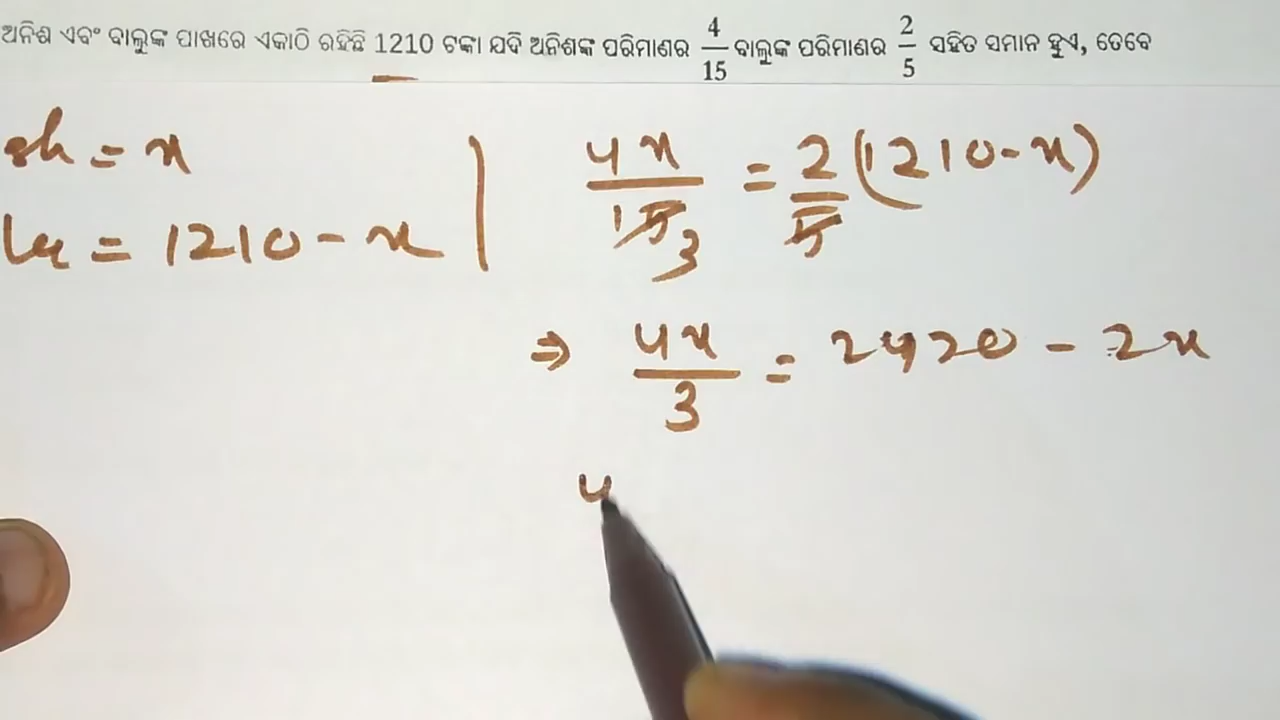 ଅନିଶ ଏବଂ ବାଲୁଙ୍କ ପାଖରେ ଏକାଠି ରହିଛି 1210 ଟଙ୍କା ଯଦି ଅନିଶଙ୍କ ପରିମାଣର 4/15 ବାଲୁଙ୍କ ପରିମାଣର 2/5 ସହିତ ସମାନ ହୁଏ, ତେବେ
sh = x
lu = 1210 - x
4x/15 3 = 2/5 (1210 - x)
⇒ 4x/3 = 2420 - 2x
4